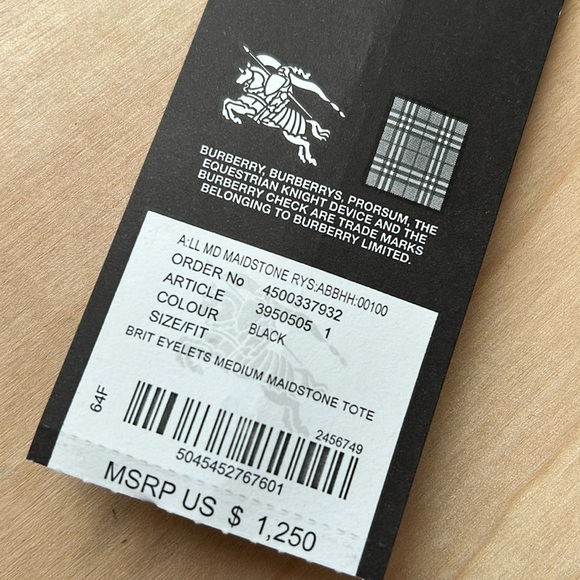 BURBERRY, BURBERRYS, PRORSUM, THE
EQUESTRIAN KNIGHT DEVICE AND THE
BURBERRY CHECK ARE TRADE MARKS
BELONGING TO BURBERRY LIMITED.
A:LL MD MAIDSTONE RYS:ABBHH:00100
ORDER No 4500337932
ARTICLE 3950505 1
COLOUR BLACK
SIZE/FIT
BRIT EYELETS MEDIUM MAIDSTONE TOTE
64F
2456749
5045452767601
MSRP US $ 1,250